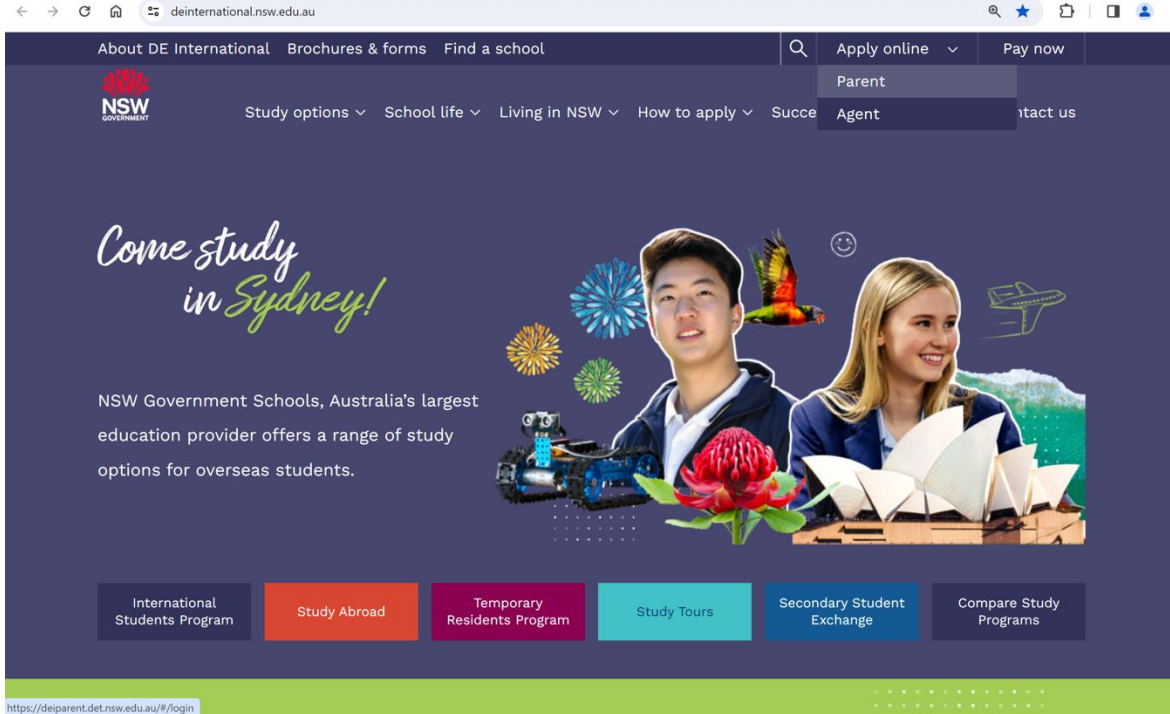 deinternational.nsw.edu.au
About DE International Brochures & forms Find a school Apply online Pay now
Parent
Agent
NSW
GOVERNMENT
Study options School life Living in NSW How to apply Succe ntact us
Come study
in Sydney!
NSW Government Schools, Australia's largest
education provider offers a range of study
options for overseas students.
International
Students Program
Study Abroad
Temporary
Residents Program
Study Tours
Secondary Student
Exchange
Compare Study
Programs
https://deiparent.det.nsw.edu.au/#/login